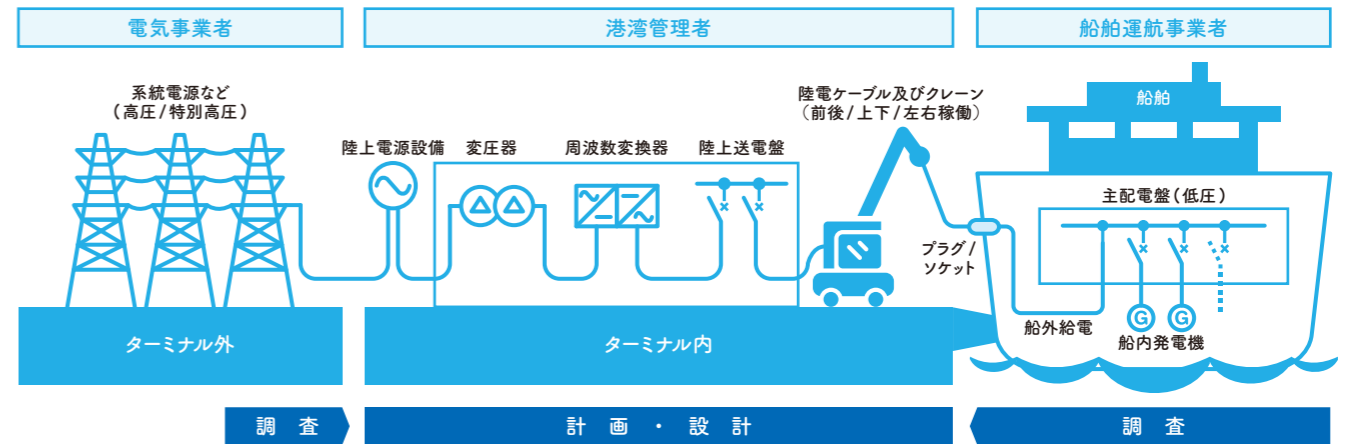 電気事業者
港湾管理者
船舶運航事業者
系統電源など
(高圧/特別高圧)
陸上電源設備
変圧器
周波数変換器
陸上送電盤
陸電ケーブル及びクレーン
(前後/上下/左右稼働)
船舶
主配電盤(低圧)
プラグ/
ソケット
船外給電
G
G
船内発電機
ターミナル外
ターミナル内
調 査
計 画 ・ 設 計
調 査